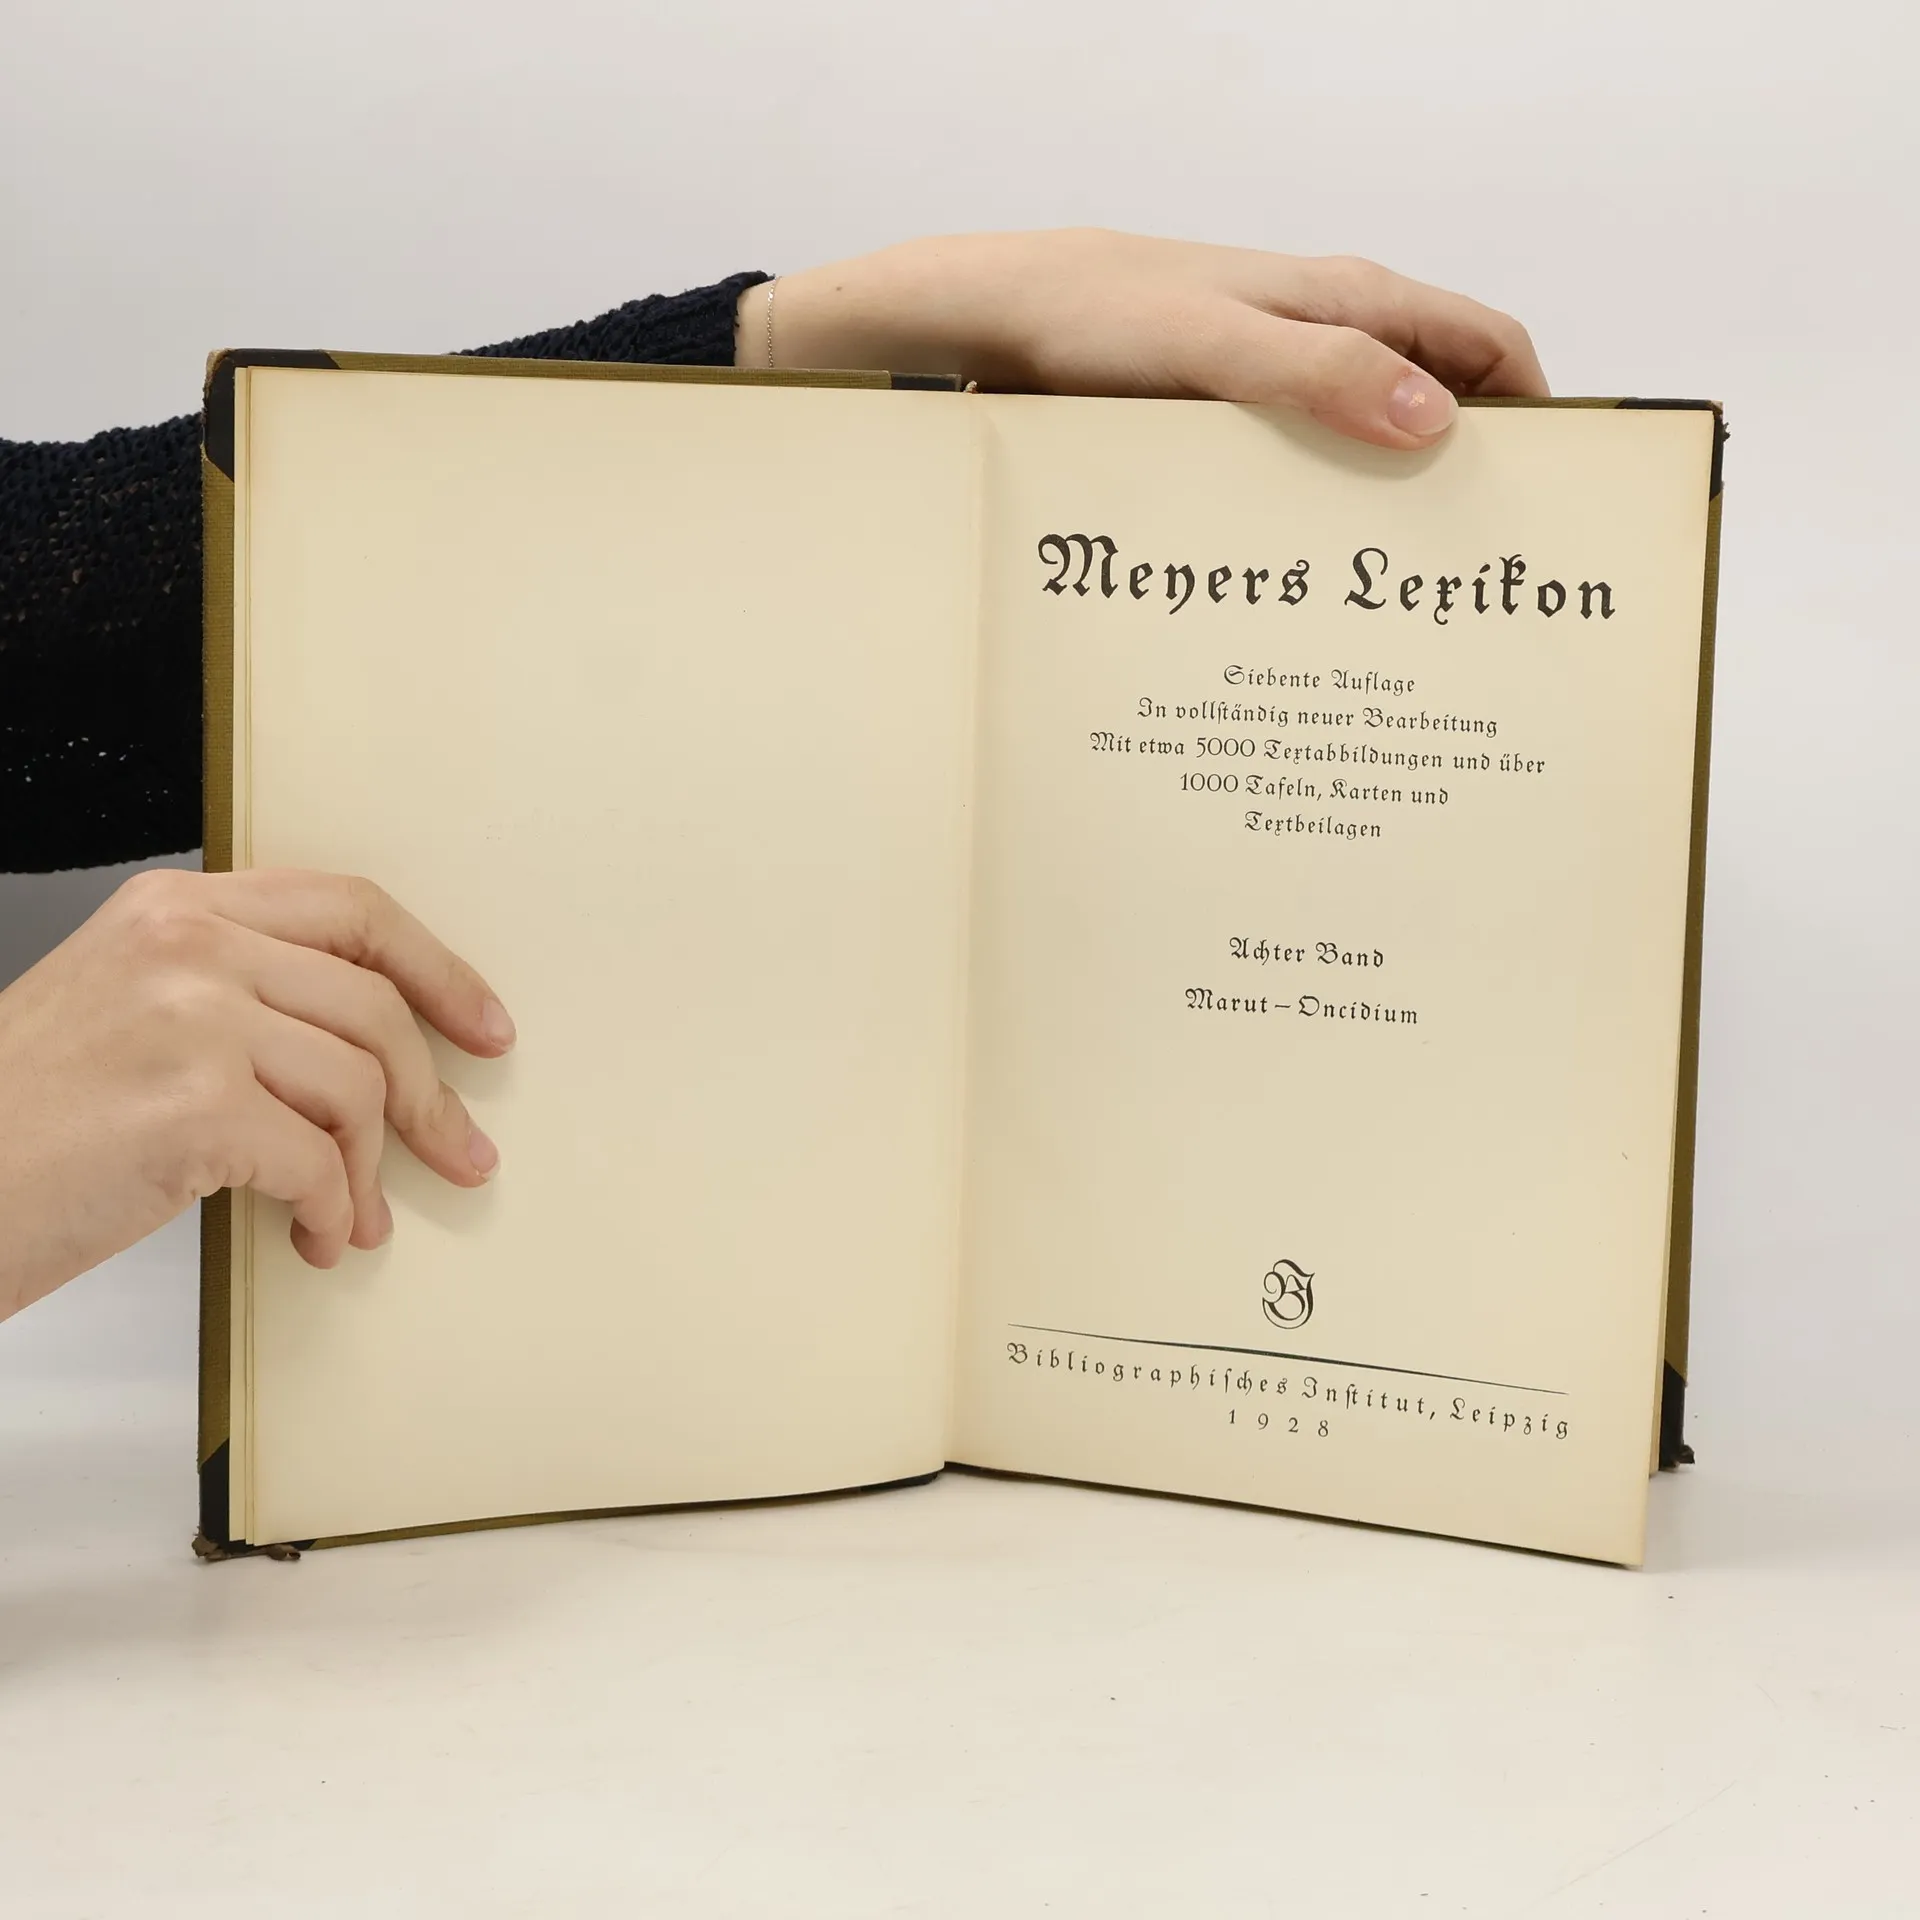 Meyers Lexikon
Siebente Auflage
In vollſtändig neuer Bearbeitung
Mit etwa 5000 Textabbildungen und über
1000 Tafeln, Karten und
Textbeilagen
Achter Band
Marut – Oncidium
BI
Bibliographiſches Inſtitut, Leipzig
1928